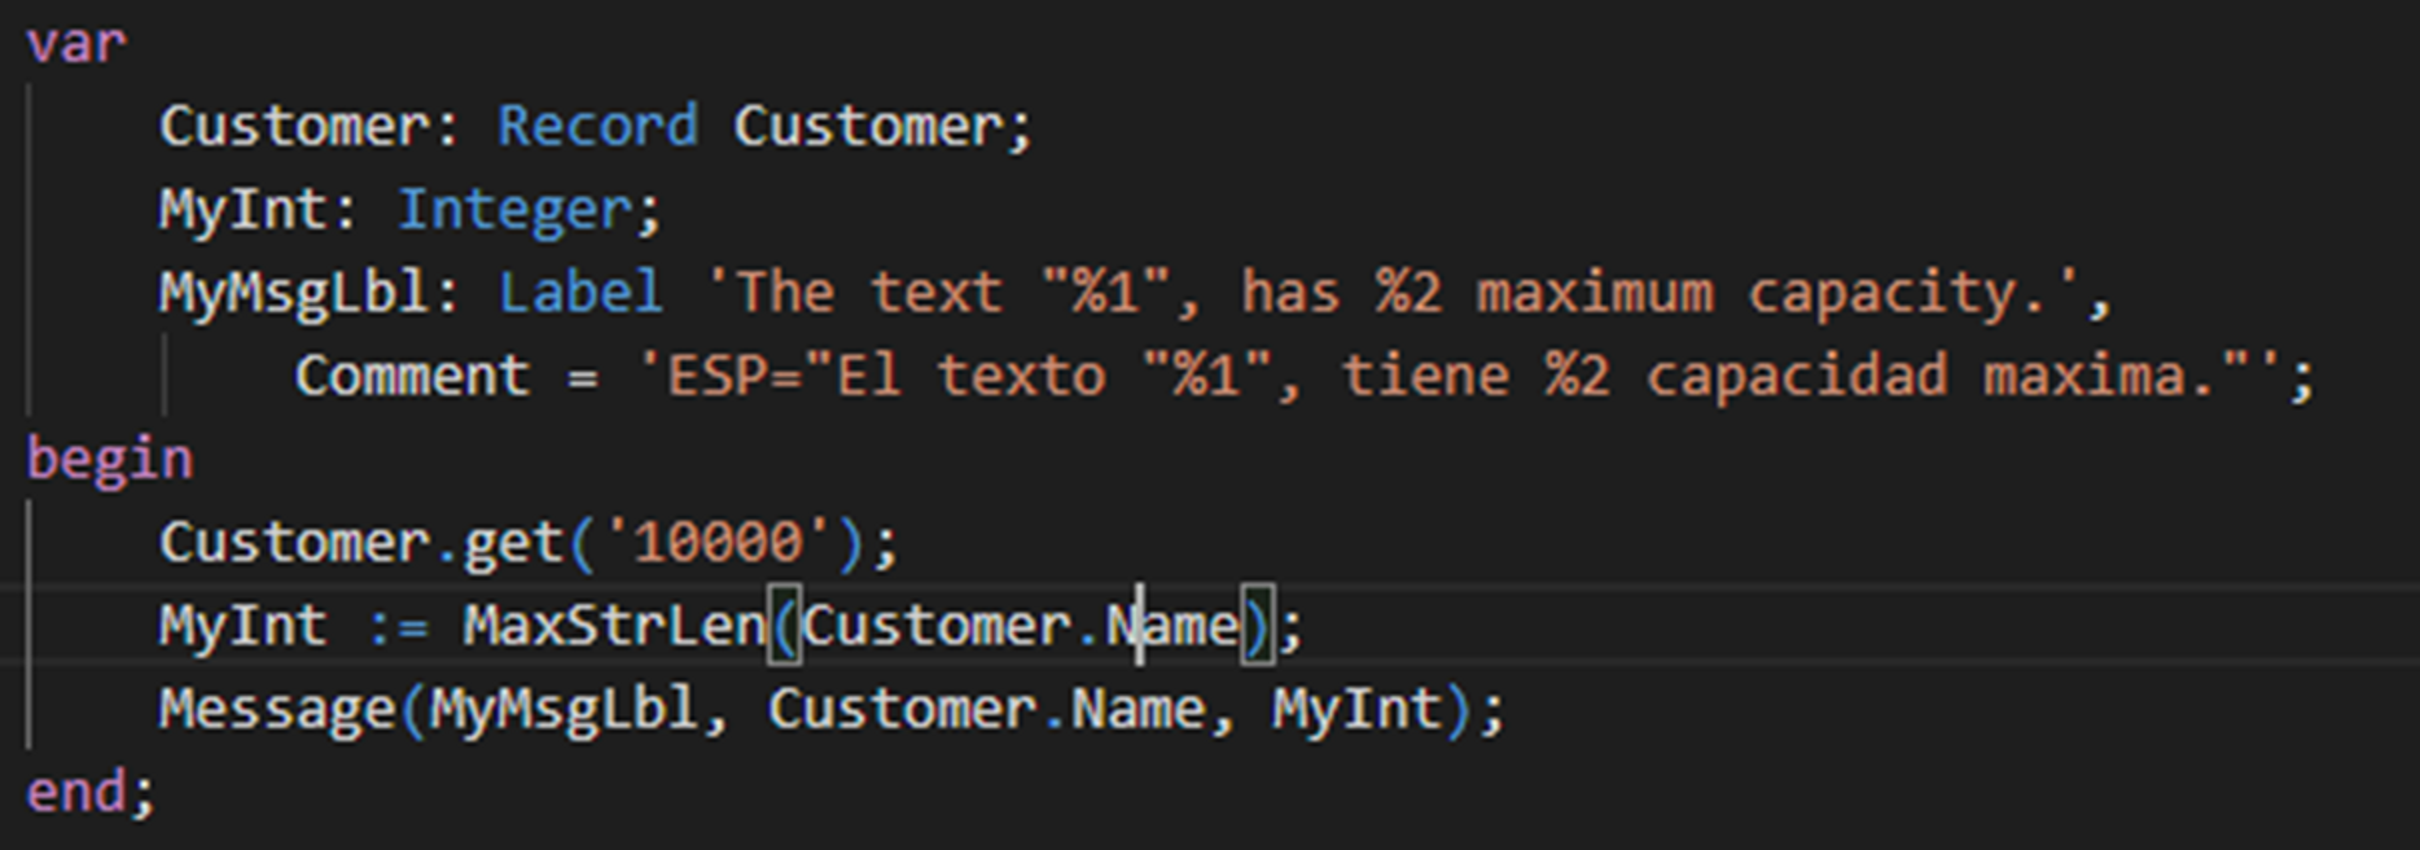 var
Customer: Record Customer;
MyInt: Integer;
MyMsgLbl: Label 'The text "%1", has %2 maximum capacity.',
Comment = 'ESP="El texto "%1", tiene %2 capacidad maxima."';
begin
Customer.get('10000');
MyInt := MaxStrLen(Customer.Name);
Message(MyMsgLbl, Customer.Name, MyInt);
end;